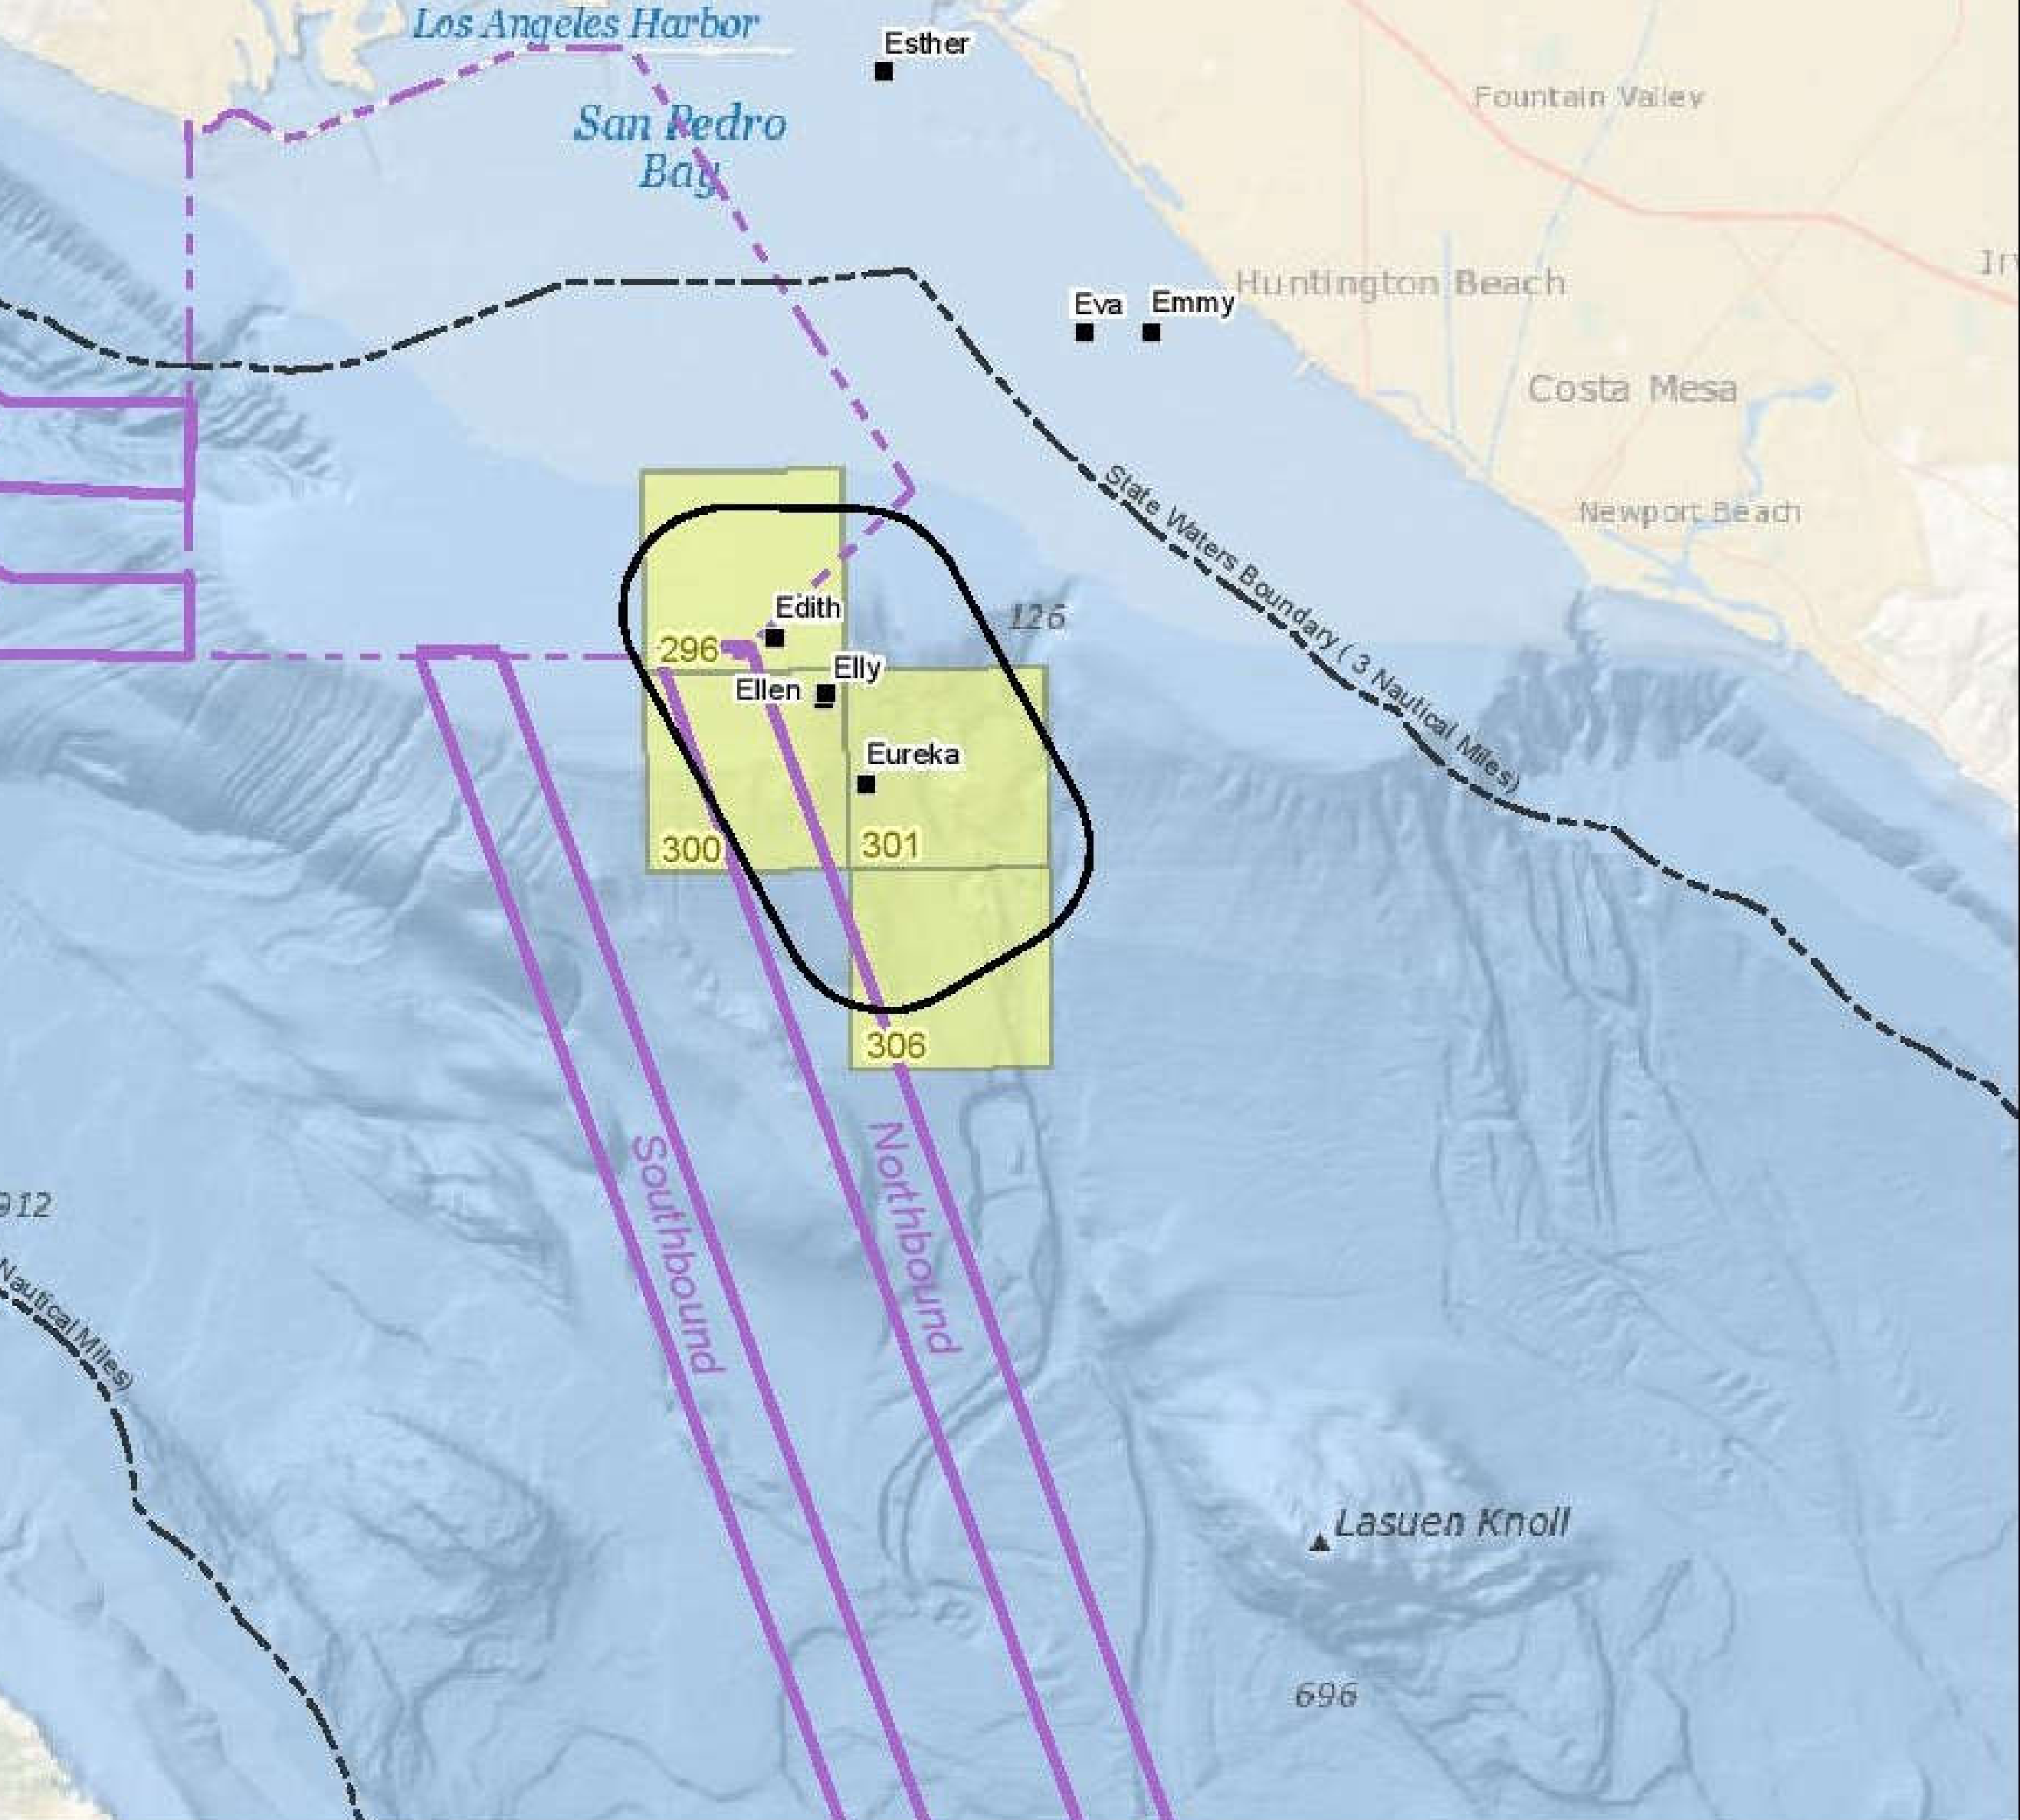 Los Angeles Harbor
Esther
Fountain Valley
San Pedro
Bay
Huntington Beach
Eva
Emmy
Costa Mesa
State Waters Boundary ( 3 Nautical Miles)
Newport Beach
Edith
126
296
Elly
Ellen
Eureka
300
301
306
Southbound
Northbound
912
Nautical Miles)
Lasuen Knoll
696